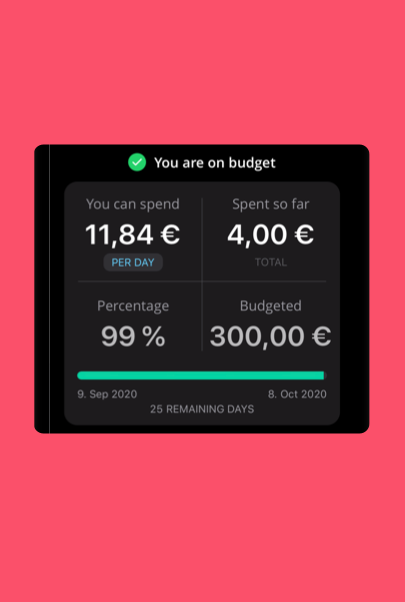 You are on budget
You can spend
11,84 €
PER DAY
Spent so far
4,00 €
TOTAL
Percentage
99 %
Budgeted
300,00 €
9. Sep 2020
8. Oct 2020
25 REMAINING DAYS